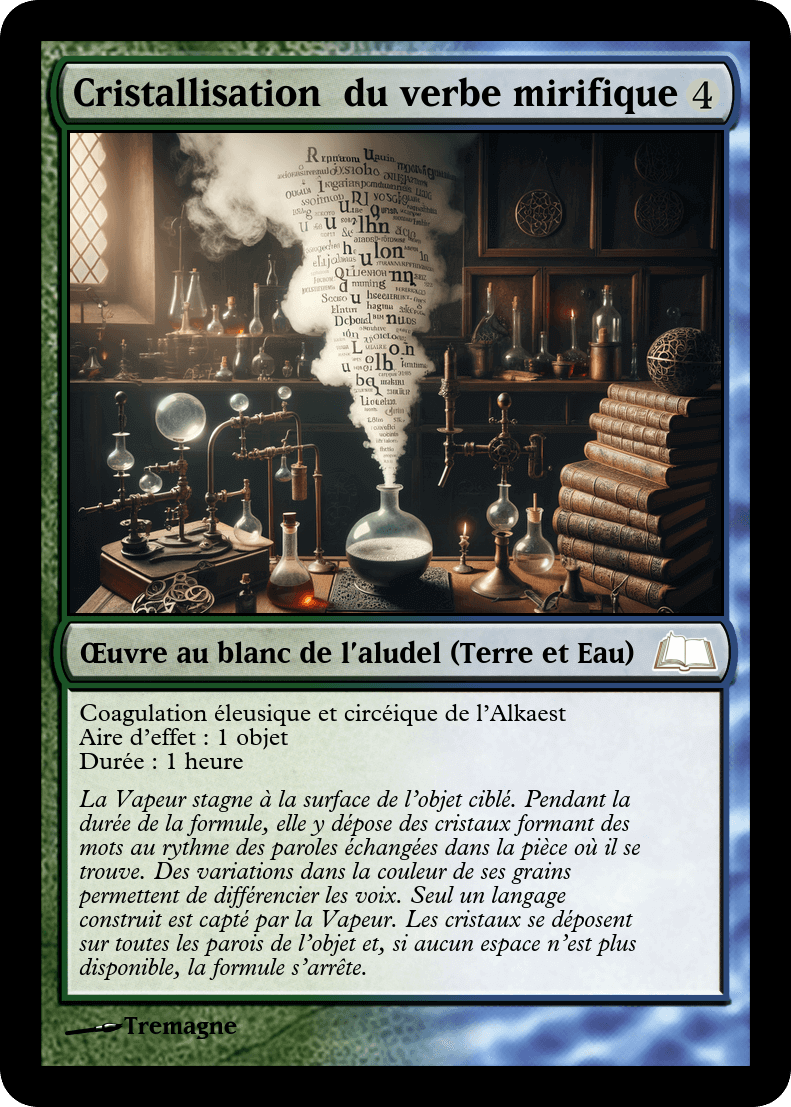 Cristallisation du verbe mirifique 4
Œuvre au blanc de l'aludel (Terre et Eau)
Coagulation éleusique et circéique de l'Alkaest
Aire d'effet : 1 objet
Durée : 1 heure
La Vapeur stagne à la surface de l'objet ciblé. Pendant la
durée de la formule, elle y dépose des cristaux formant des
mots au rythme des paroles échangées dans la pièce où il se
trouve. Des variations dans la couleur de ses grains
permettent de différencier les voix. Seul un langage
construit est capté par la Vapeur. Les cristaux se déposent
sur toutes les parois de l'objet et, si aucun espace n'est plus
disponible, la formule s'arrête.
Tremagne